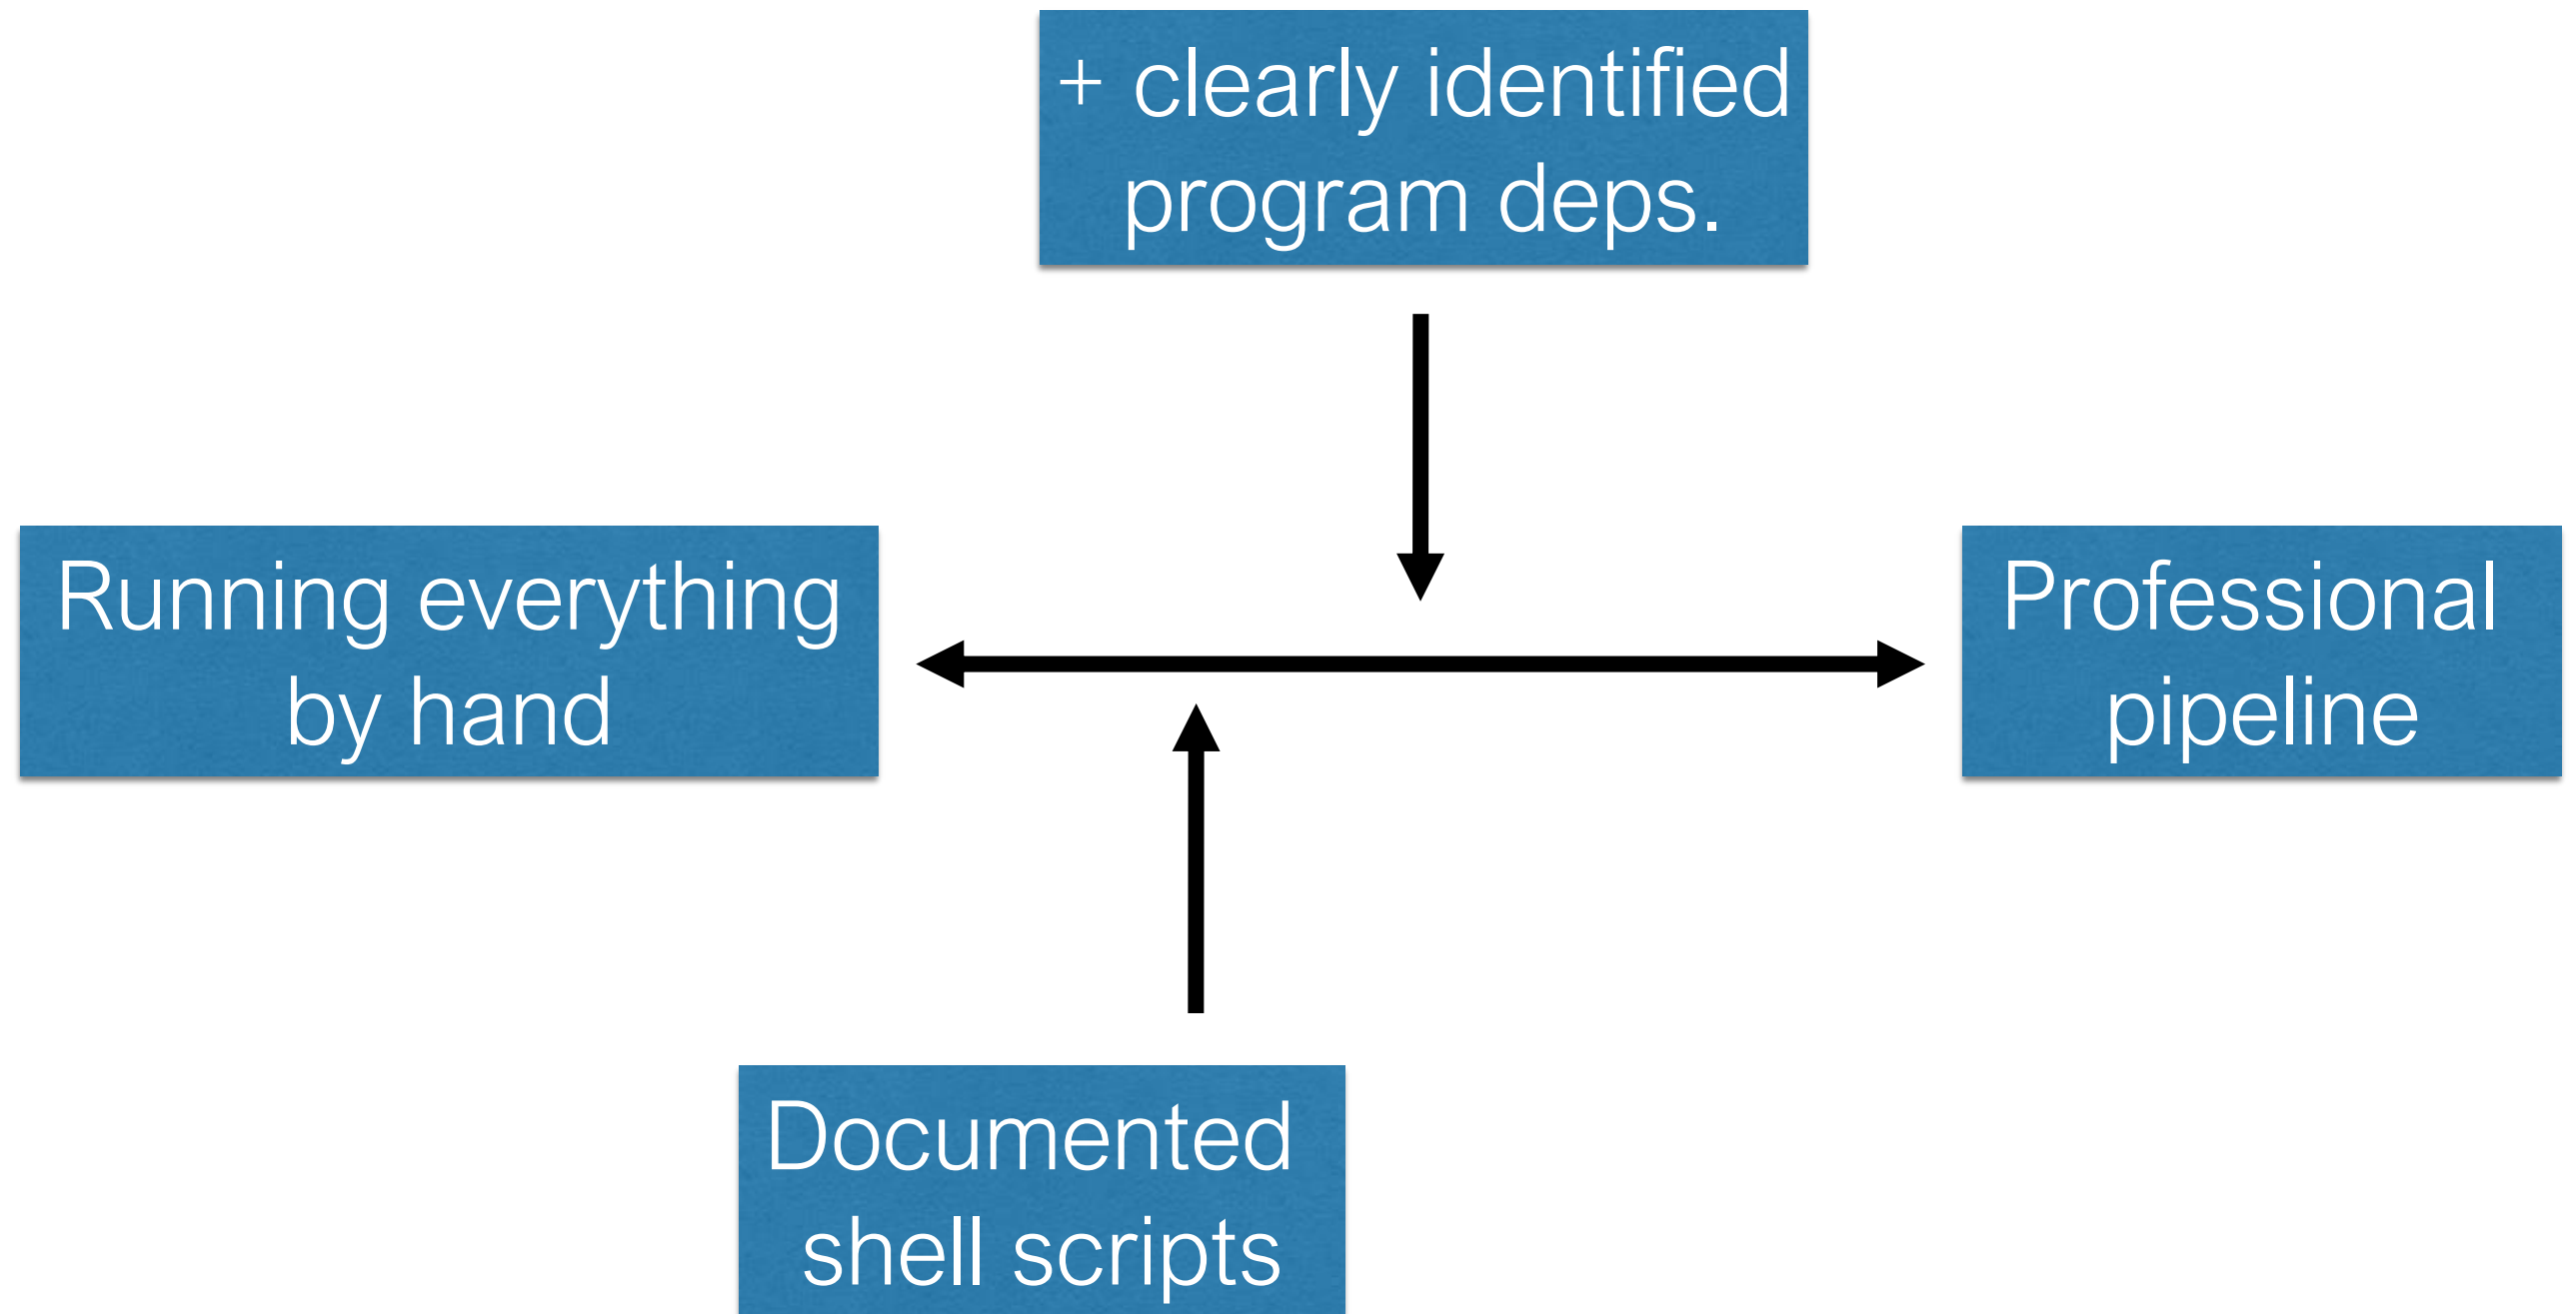 + clearly identified
program deps.
Running everything
by hand
Professional
pipeline
Documented
shell scripts